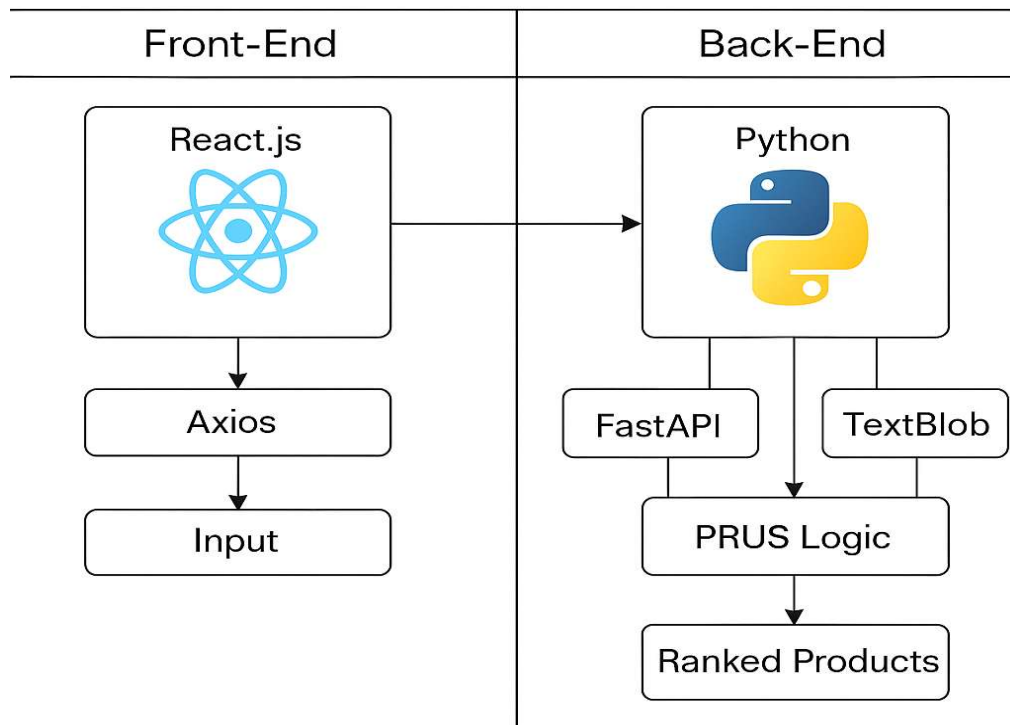 Front-End
Back-End
React.js
Python
Axios
FastAPI
TextBlob
Input
PRUS Logic
Ranked Products